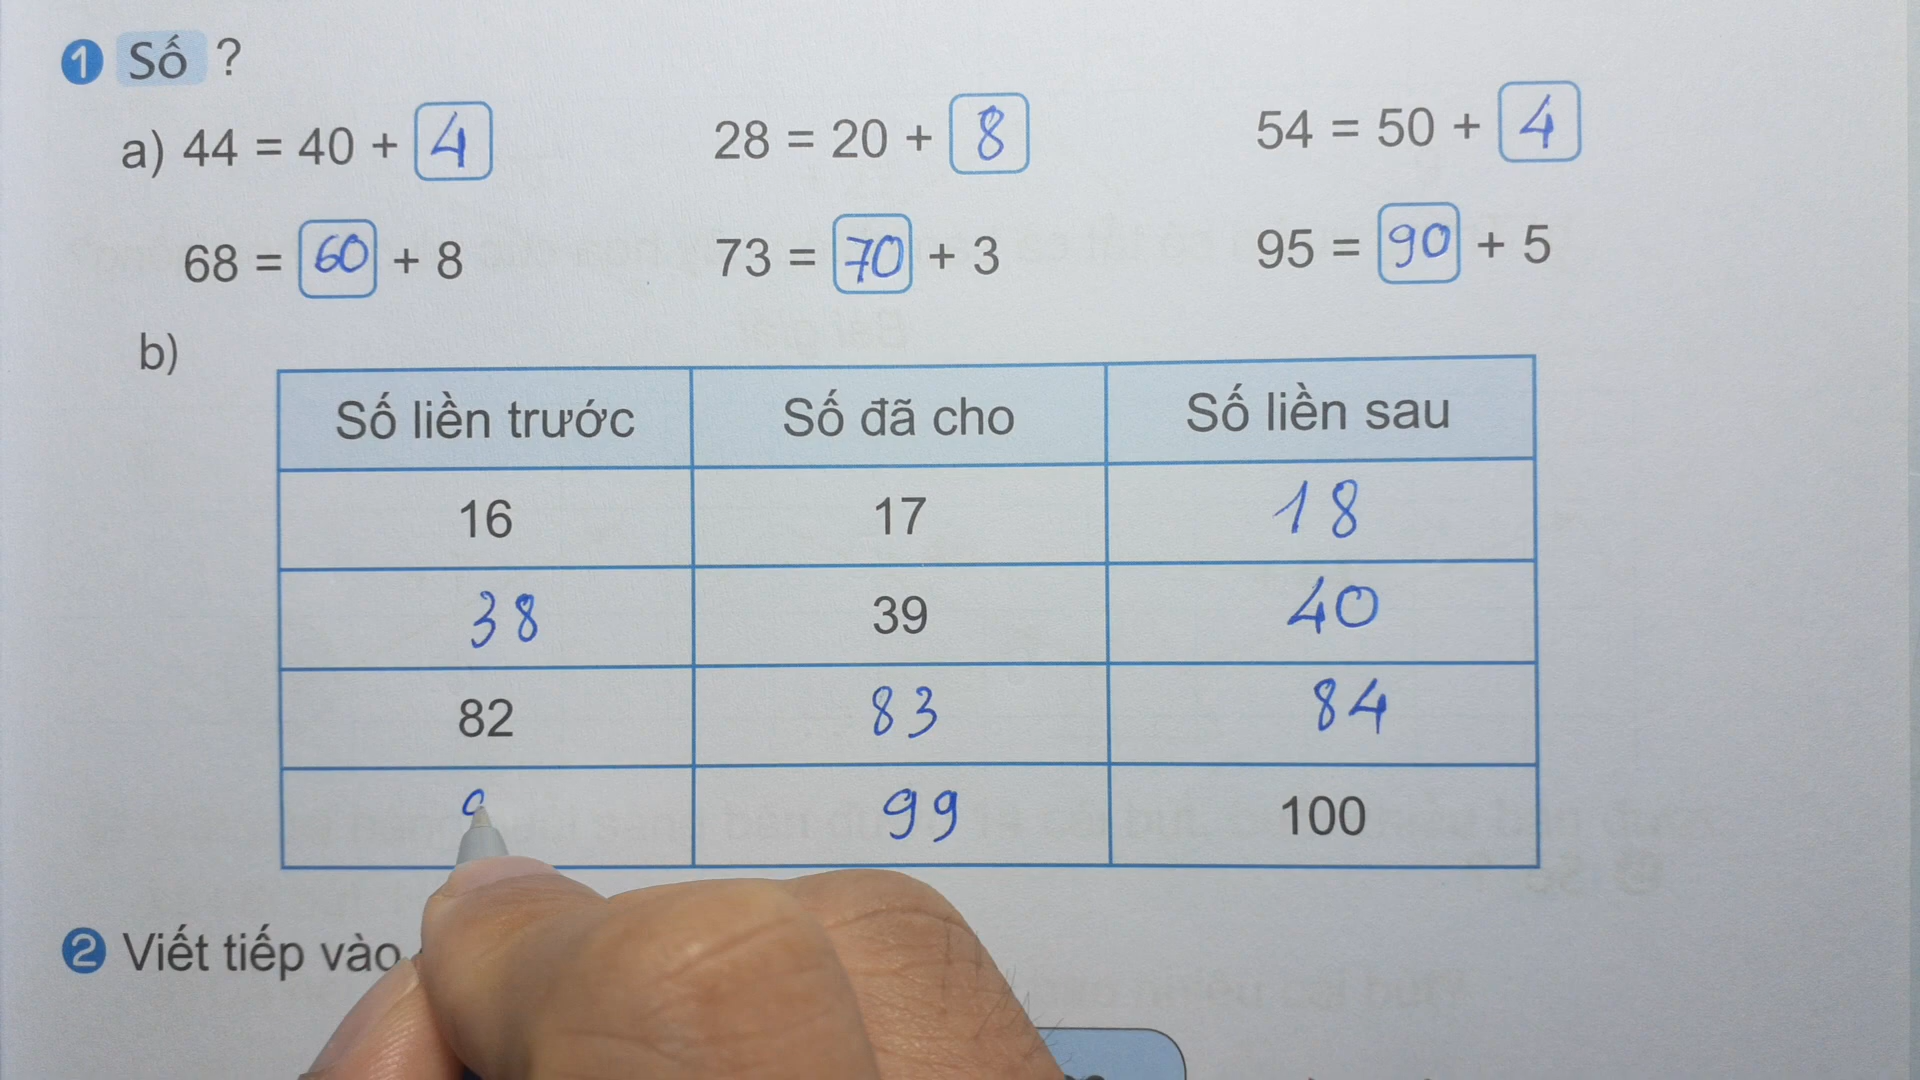 1 Số ?
a) 44 = 40 + 4 28 = 20 + 8 54 = 50 + 4
68 = 60 + 8 73 = 70 + 3 95 = 90 + 5
b)
Số liền trước Số đã cho Số liền sau
16 17 18
38 39 40
82 83 84
9 99 100
2 Viết tiếp vào